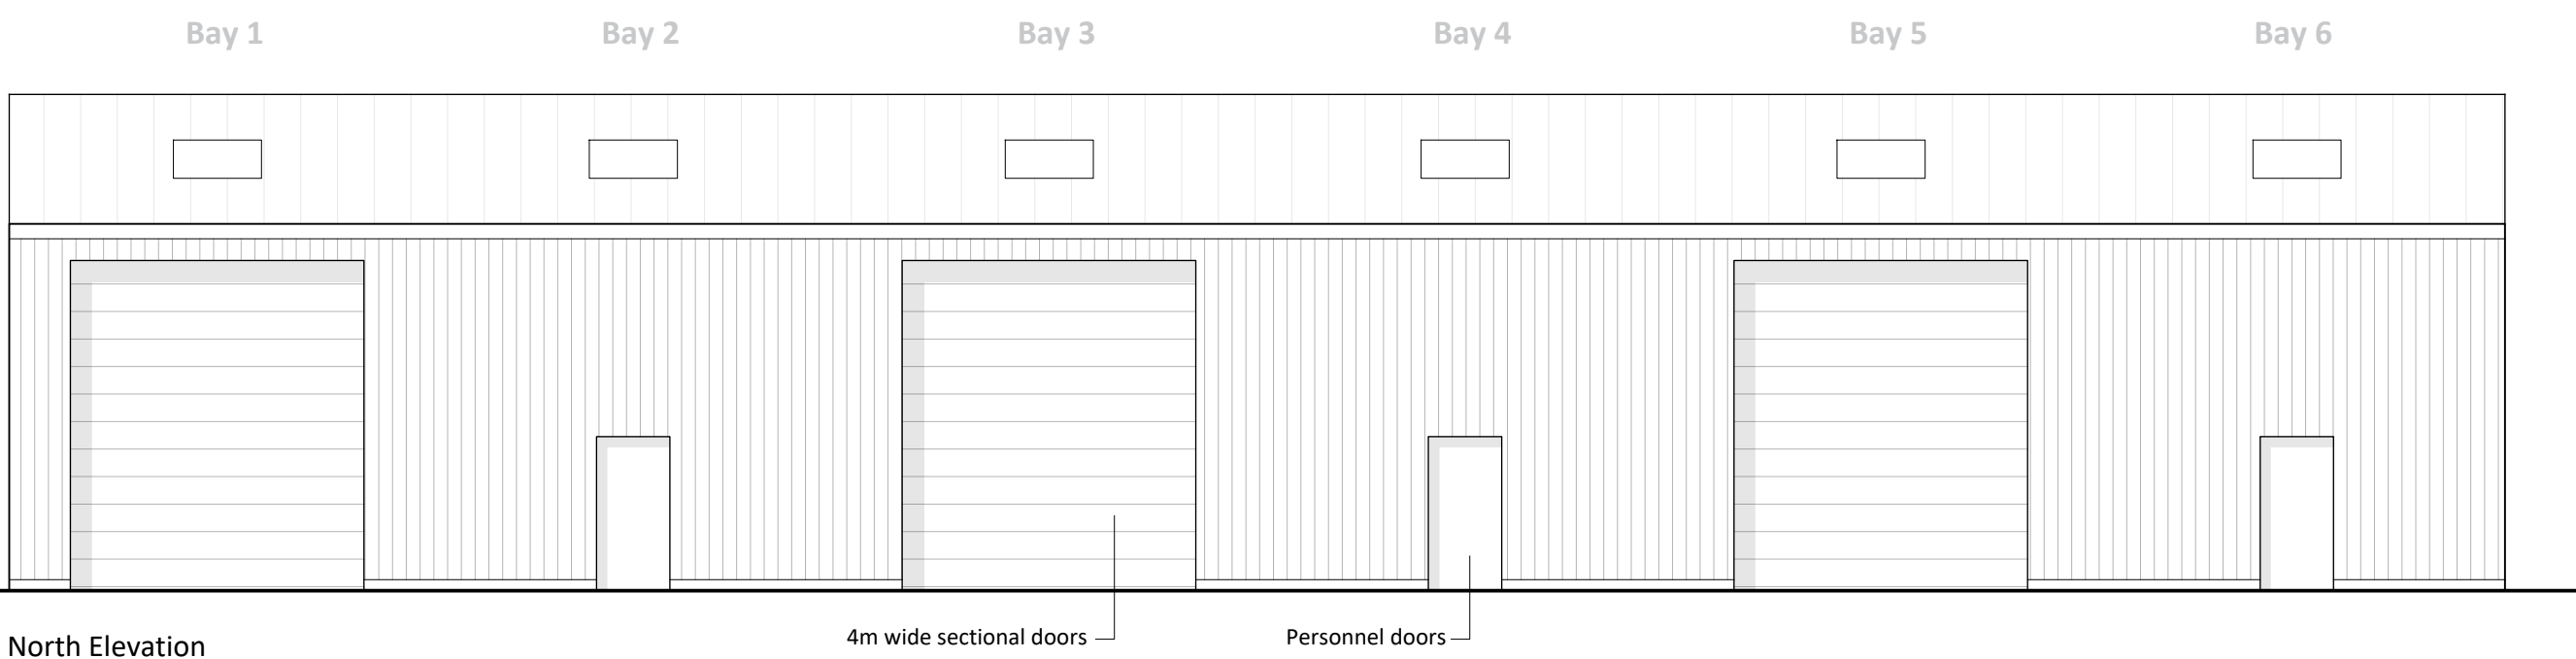 Bay 1
Bay 2
Bay 3
Bay 4
Bay 5
Bay 6
4m wide sectional doors
Personnel doors
North Elevation